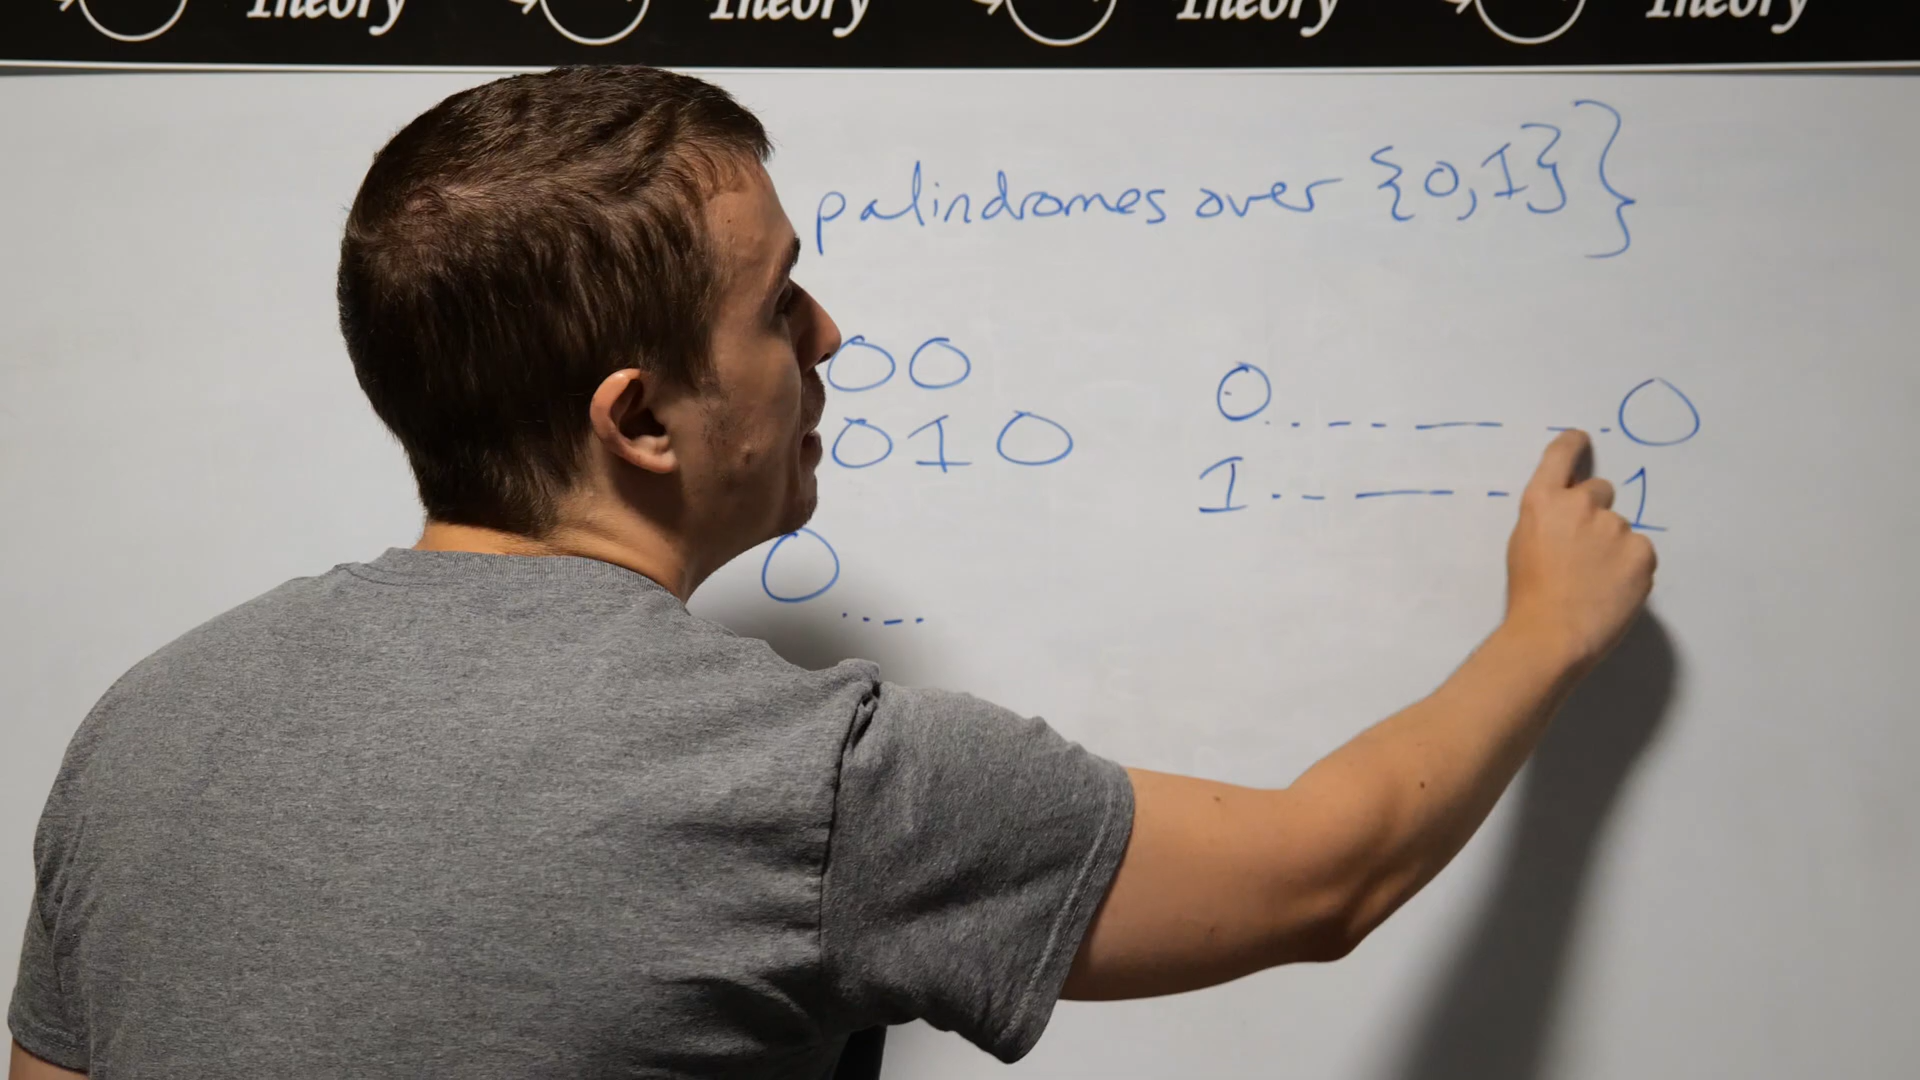 Theory Theory Theory Theory
palindromes over {0,1}}
00
010
0....
0..------.0
1..----1